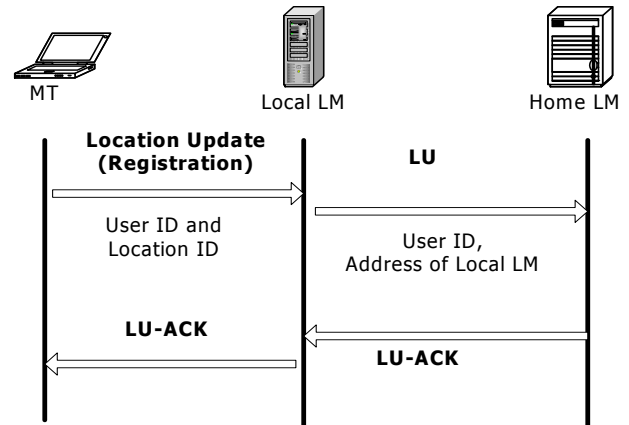 MT
Local LM
Home LM
Location Update
(Registration)
LU
User ID and
Location ID
User ID,
Address of Local LM
LU-ACK
LU-ACK